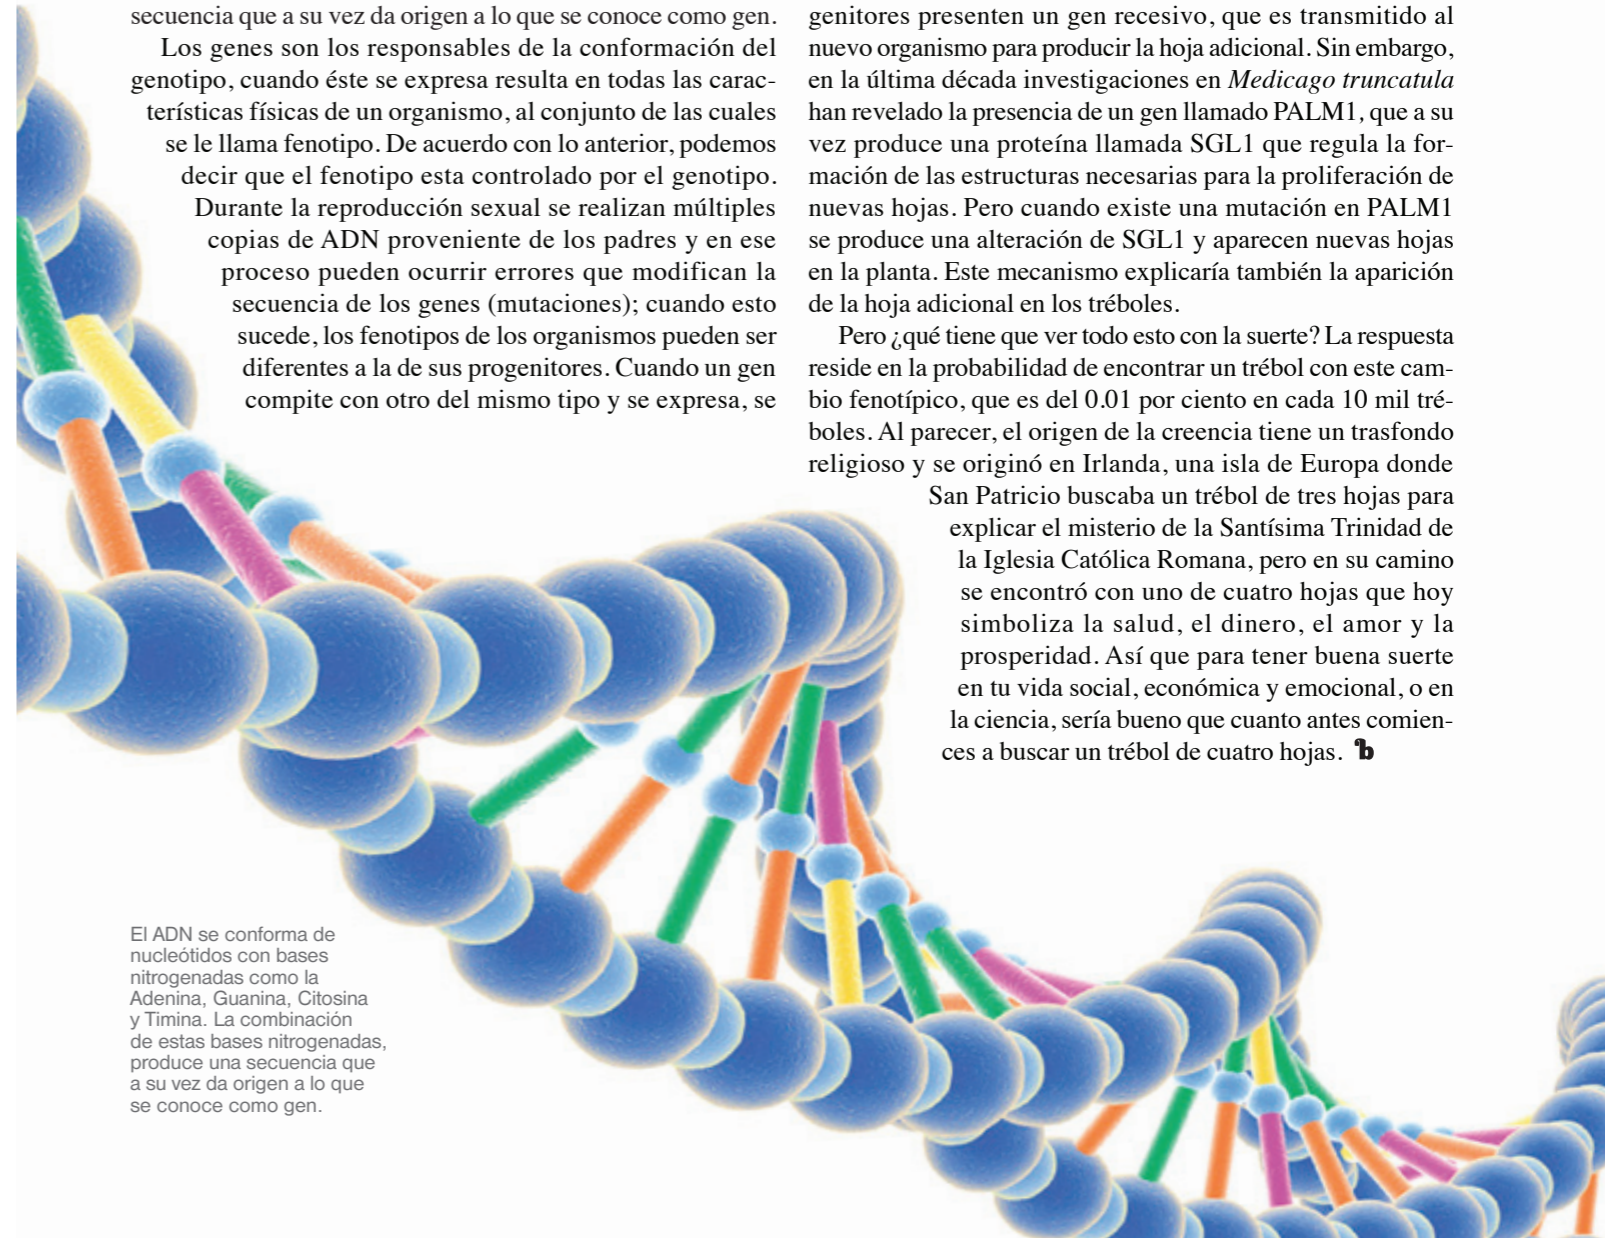 secuencia que a su vez da origen a lo que se conoce como gen.
Los genes son los responsables de la conformación del
genotipo, cuando éste se expresa resulta en todas las carac-
terísticas físicas de un organismo, al conjunto de las cuales
se le llama fenotipo. De acuerdo con lo anterior, podemos
decir que el fenotipo esta controlado por el genotipo.
Durante la reproducción sexual se realizan múltiples
copias de ADN proveniente de los padres y en ese
proceso pueden ocurrir errores que modifican la
secuencia de los genes (mutaciones); cuando esto
sucede, los fenotipos de los organismos pueden ser
diferentes a la de sus progenitores. Cuando un gen
compite con otro del mismo tipo y se expresa, se
genitores presenten un gen recesivo, que es transmitido al
nuevo organismo para producir la hoja adicional. Sin embargo,
en la última década investigaciones en Medicago truncatula
han revelado la presencia de un gen llamado PALM1, que a su
vez produce una proteína llamada SGL1 que regula la for-
mación de las estructuras necesarias para la proliferación de
nuevas hojas. Pero cuando existe una mutación en PALM1
se produce una alteración de SGL1 y aparecen nuevas hojas
en la planta. Este mecanismo explicaría también la aparición
de la hoja adicional en los tréboles.
Pero ¿qué tiene que ver todo esto con la suerte? La respuesta
reside en la probabilidad de encontrar un trébol con este cam-
bio fenotípico, que es del 0.01 por ciento en cada 10 mil tré-
boles. Al parecer, el origen de la creencia tiene un trasfondo
religioso y se originó en Irlanda, una isla de Europa donde
San Patricio buscaba un trébol de tres hojas para
explicar el misterio de la Santísima Trinidad de
la Iglesia Católica Romana, pero en su camino
se encontró con uno de cuatro hojas que hoy
simboliza la salud, el dinero, el amor y la
prosperidad. Así que para tener buena suerte
en tu vida social, económica y emocional, o en
la ciencia, sería bueno que cuanto antes comien-
ces a buscar un trébol de cuatro hojas.
El ADN se conforma de
nucleótidos con bases
nitrogenadas como la
Adenina, Guanina, Citosina
y Timina. La combinación
de estas bases nitrogenadas,
produce una secuencia que
a su vez da origen a lo que
se conoce como gen.